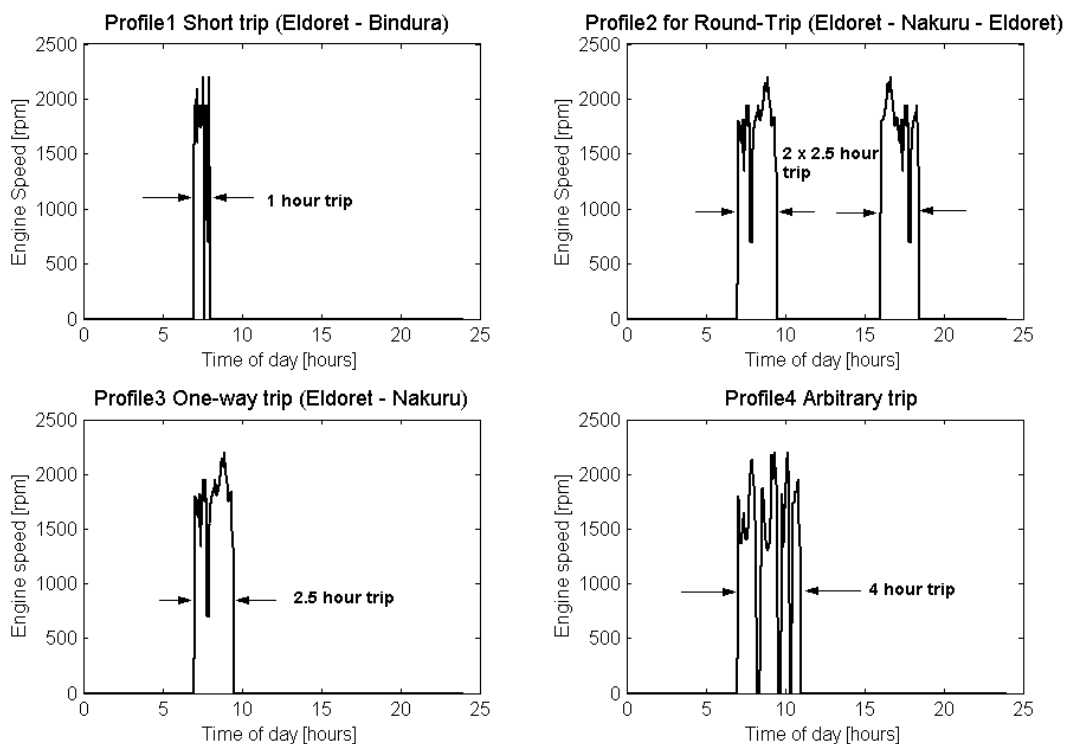 Profile1 Short trip (Eldoret - Bindura)
2500
2000
1500
1000
500
0
Engine Speed [rpm]
1 hour trip
0 5 10 15 20 25
Time of day [hours]
Profile2 for Round-Trip (Eldoret - Nakuru - Eldoret)
2500
2000
1500
1000
500
0
Engine Speed [rpm]
2 x 2.5 hour
trip
0 5 10 15 20 25
Time of day [hours]
Profile3 One-way trip (Eldoret - Nakuru)
2500
2000
1500
1000
500
0
Engine speed [rpm]
2.5 hour trip
0 5 10 15 20 25
Time of day [hours]
Profile4 Arbitrary trip
2500
2000
1500
1000
500
0
Engine speed [rpm]
4 hour trip
0 5 10 15 20 25
Time of day [hours]